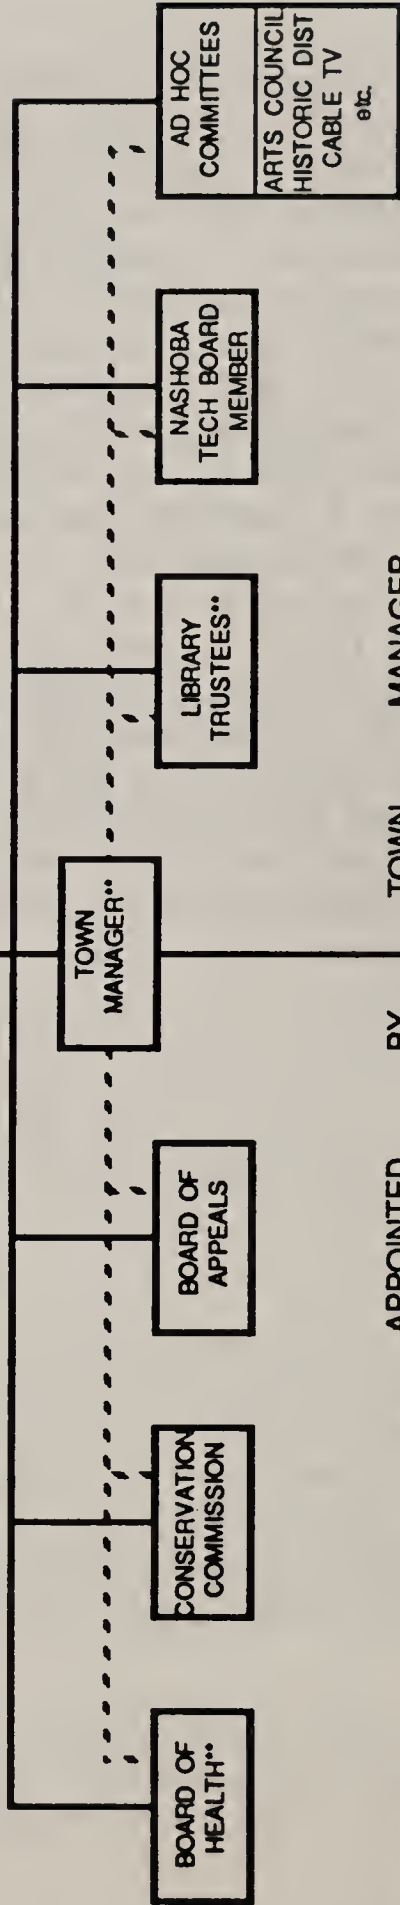 TOWN
MANAGER**
BOARD OF
HEALTH**
CONSERVATION
COMMISSION
BOARD OF
APPEALS
LIBRARY
TRUSTEES**
NASHOBA
TECH BOARD
MEMBER
AD HOC
COMMITTEES
ARTS COUNCIL
HISTORIC DIST
CABLE TV
etc.
APPOINTED BY TOWN MANAGER